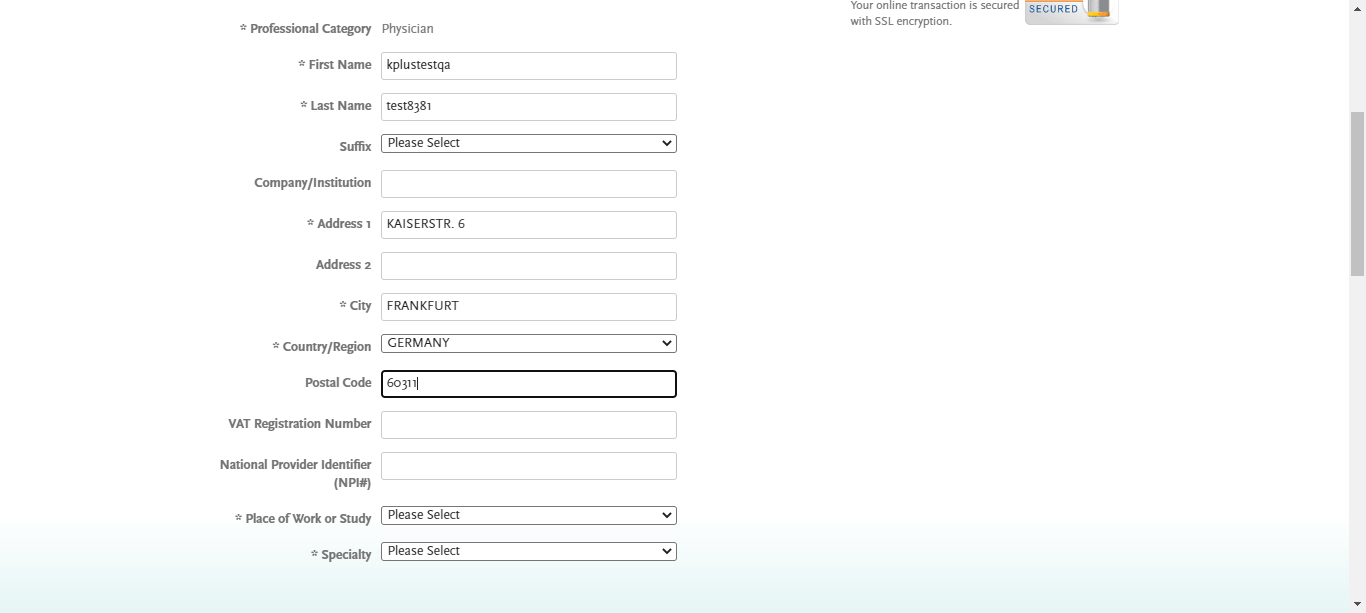 Your online transaction is secured
with SSL encryption.
SECURED
* Professional Category Physician
* First Name kplustestqa
* Last Name test8381
Suffix Please Select
Company/Institution
* Address 1 KAISERSTR. 6
Address 2
* City FRANKFURT
* Country/Region GERMANY
Postal Code 60311
VAT Registration Number
National Provider Identifier
(NPI#)
* Place of Work or Study Please Select
* Specialty Please Select